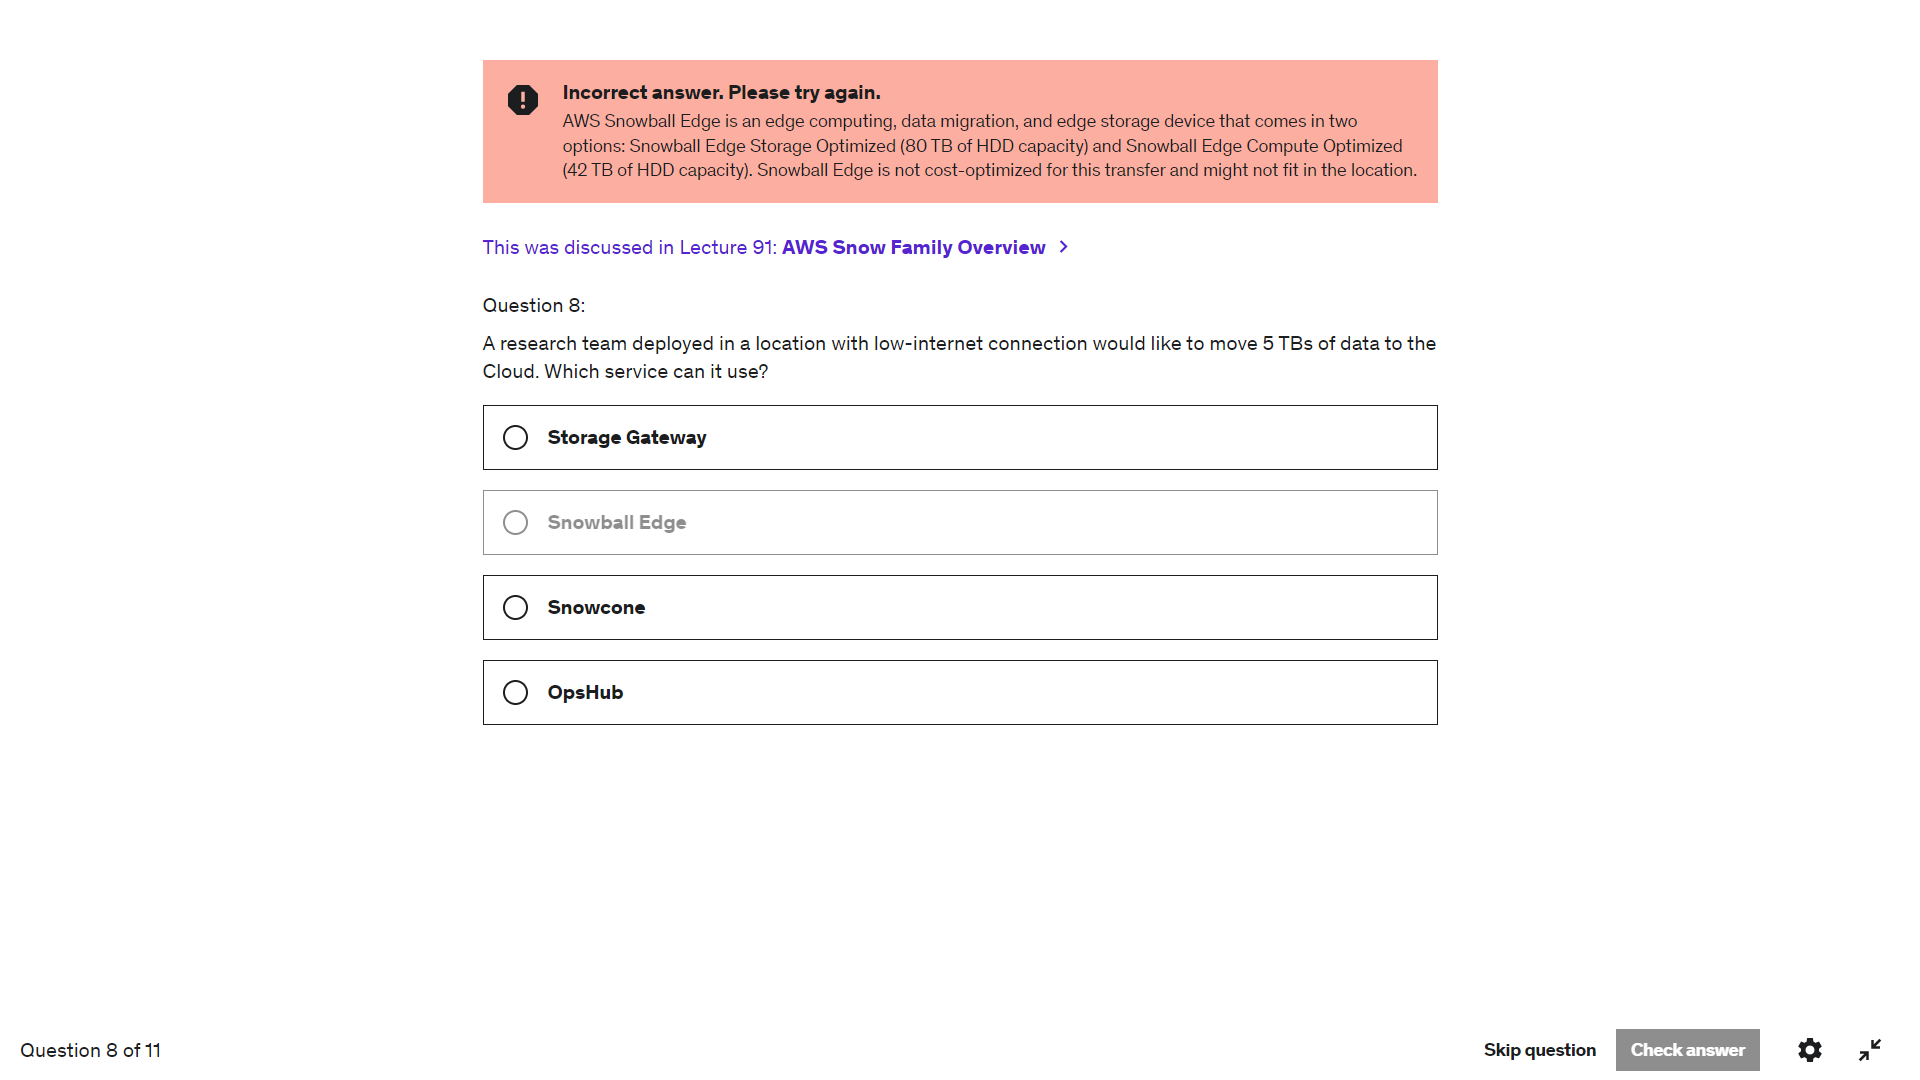 Incorrect answer. Please try again.
AWS Snowball Edge is an edge computing, data migration, and edge storage device that comes in two
options: Snowball Edge Storage Optimized (80 TB of HDD capacity) and Snowball Edge Compute Optimized
(42 TB of HDD capacity). Snowball Edge is not cost-optimized for this transfer and might not fit in the location.
This was discussed in Lecture 91: AWS Snow Family Overview
Question 8:
A research team deployed in a location with low-internet connection would like to move 5 TBs of data to the
Cloud. Which service can it use?
Storage Gateway
Snowball Edge
Snowcone
OpsHub
Question 8 of 11
Skip question
Check answer